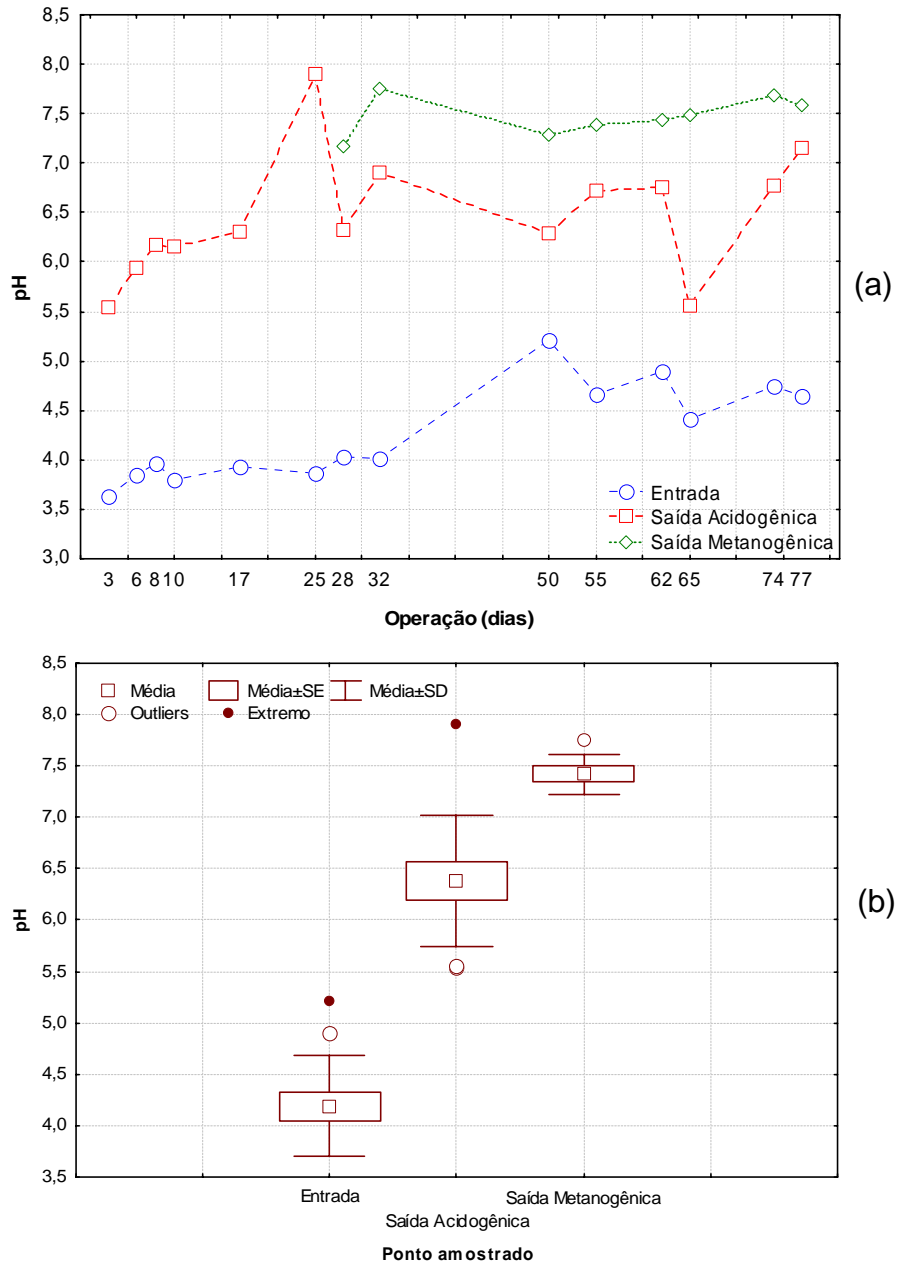 8,5
8,0
7,5
7,0
6,5
6,0
5,5
5,0
4,5
4,0
3,5
3,0
pH
Entrada
Saída Acidogênica
Saída Metanogênica
3 6 8 10 17 25 28 32 50 55 62 65 74 77
Operação (dias)
(a)
8,5
8,0
7,5
7,0
6,5
6,0
5,5
5,0
4,5
4,0
3,5
pH
Média Média±SE Média±SD
Outliers Extremo
Entrada Saída Metanogênica
Saída Acidogênica
Ponto amostrado
(b)